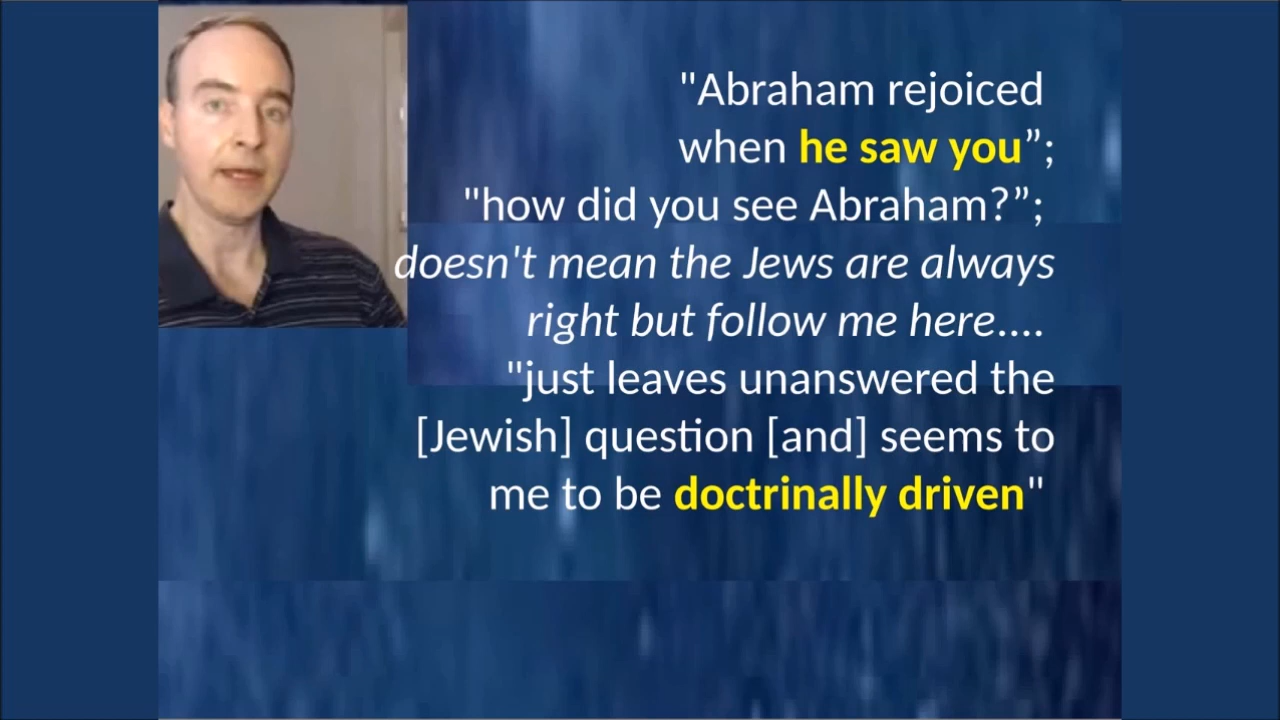 "Abraham rejoiced
when he saw you”;
"how did you see Abraham?”;
doesn't mean the Jews are always
right but follow me here....
"just leaves unanswered the
[Jewish] question [and] seems to
me to be doctrinally driven"